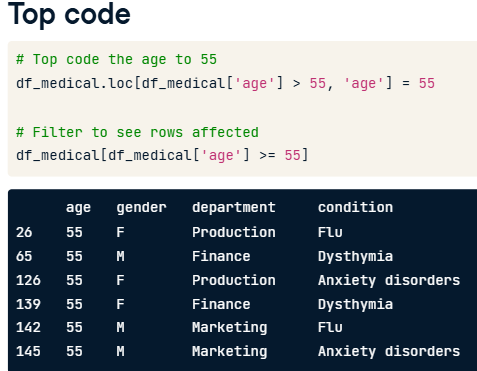 Top code
# Top code the age to 55
df_medical.loc[df_medical['age'] > 55, 'age'] = 55
# Filter to see rows affected
df_medical[df_medical['age'] >= 55]
age gender department condition
26 55 F Production Flu
65 55 M Finance Dysthymia
126 55 F Production Anxiety disorders
139 55 F Finance Dysthymia
142 55 M Marketing Flu
145 55 M Marketing Anxiety disorders